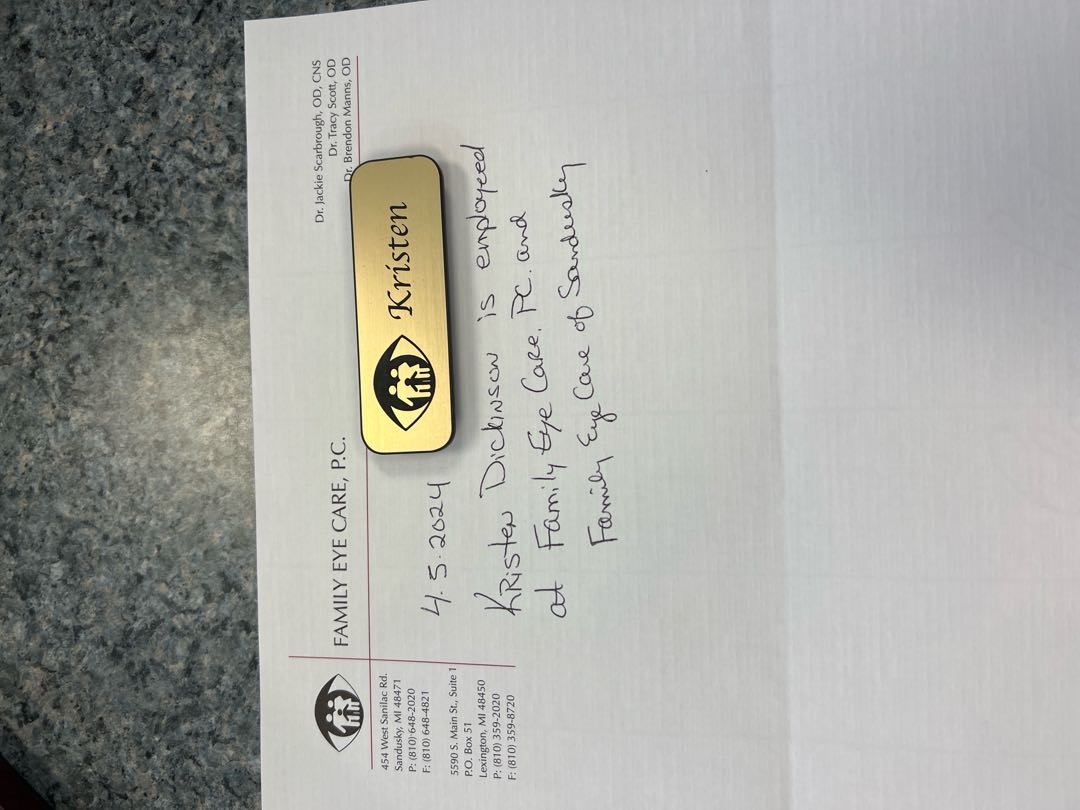 FAMILY EYE CARE, P.C.
Dr. Jackie Scarbrough, OD, CNS
Dr. Tracy Scott, OD
Dr. Brendon Manns, OD
454 West Sanilac Rd.
Sandusky, MI 48471
P: (810) 648-2020
F: (810) 648-4821
5590 S. Main St., Suite 1
P.O. Box 51
Lexington, MI 48450
P: (810) 359-2020
F: (810) 359-8720
Kristen
4.5.2024
Kristen Dickinson is employeed
at Family Eye Care. PC. and
Family Eye Care of Sandusky